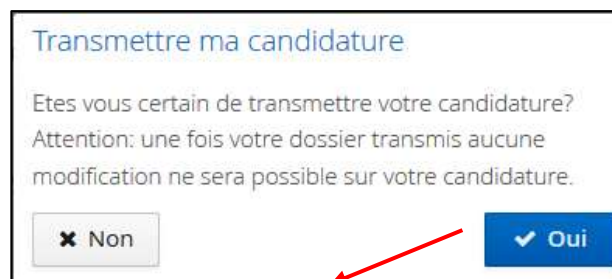 Transmettre ma candidature
Etes vous certain de transmettre votre candidature?
Attention: une fois votre dossier transmis aucune
modification ne sera possible sur votre candidature.
Non
Oui